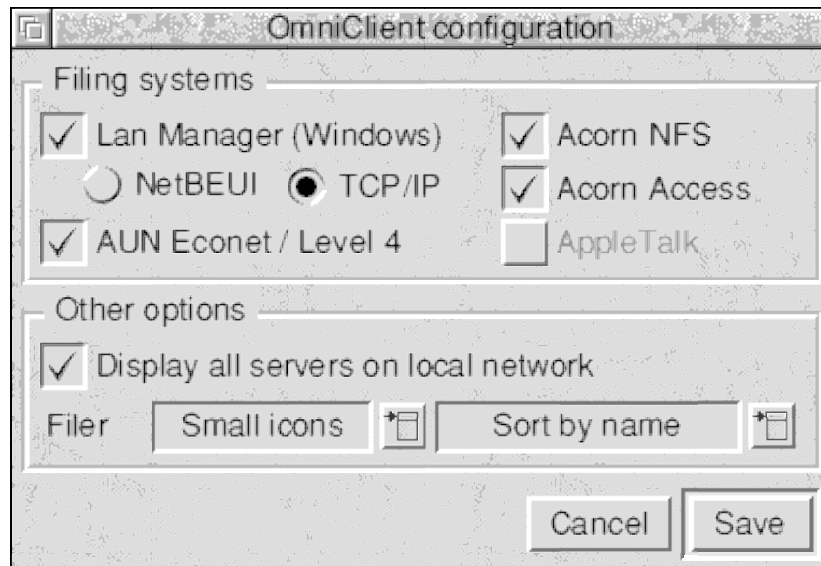 OmniClient configuration
Filing systems
Lan Manager (Windows)
Acorn NFS
NetBEUI
TCP/IP
Acorn Access
AUN Econet / Level 4
AppleTalk
Other options
Display all servers on local network
Filer
Small icons
Sort by name
Cancel
Save